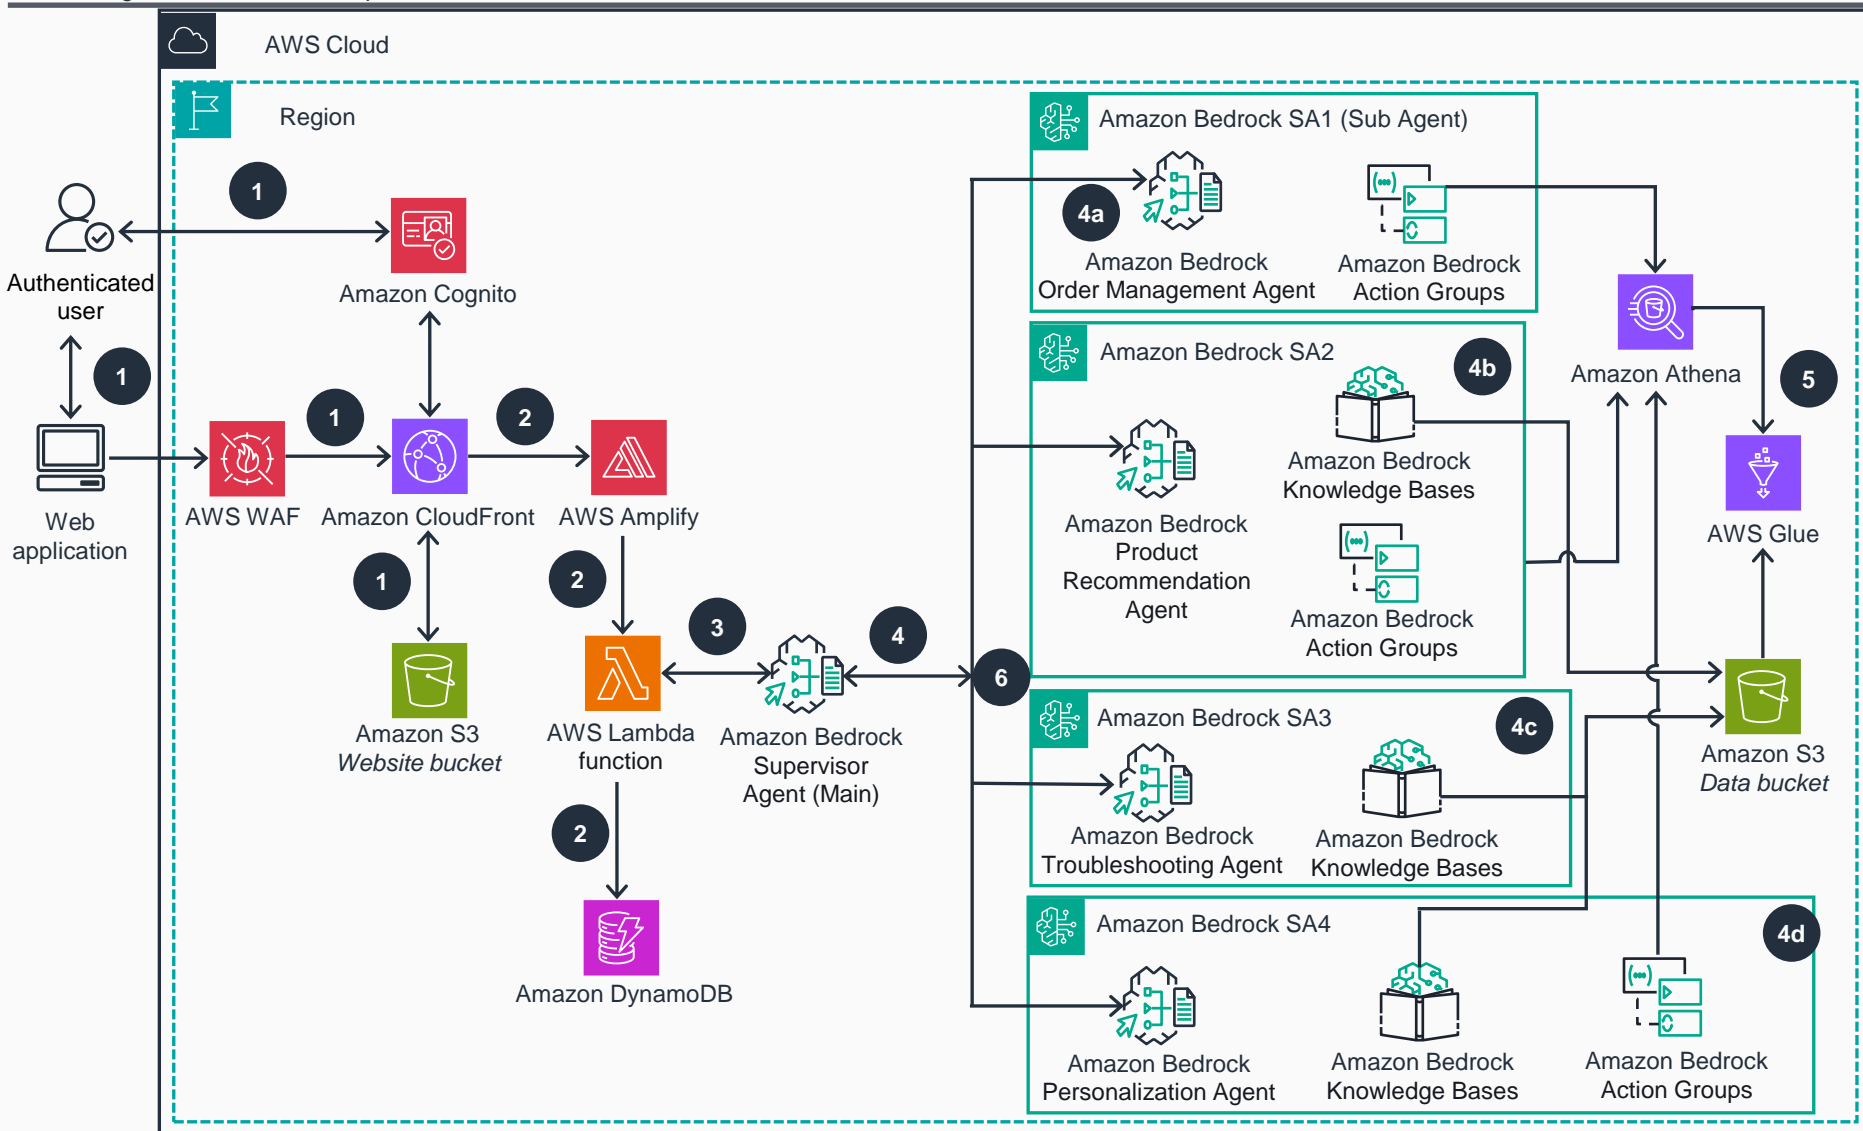 AWS Cloud
Region
1
Authenticated
user
1
Amazon Cognito
Web
application
AWS WAF
1
Amazon CloudFront
2
AWS Amplify
1
Amazon S3
Website bucket
2
AWS Lambda
function
2
Amazon DynamoDB
3
Amazon Bedrock
Supervisor
Agent (Main)
4
6
Amazon Bedrock SA1 (Sub Agent)
4a
Amazon Bedrock
Order Management Agent
Amazon Bedrock
Action Groups
Amazon Bedrock SA2
4b
Amazon Bedrock
Product
Recommendation
Agent
Amazon Bedrock
Knowledge Bases
Amazon Bedrock
Action Groups
Amazon Bedrock SA3
4c
Amazon Bedrock
Troubleshooting Agent
Amazon Bedrock
Knowledge Bases
Amazon Bedrock SA4
4d
Amazon Bedrock
Personalization Agent
Amazon Bedrock
Knowledge Bases
Amazon Bedrock
Action Groups
Amazon Athena
5
AWS Glue
Amazon S3
Data bucket